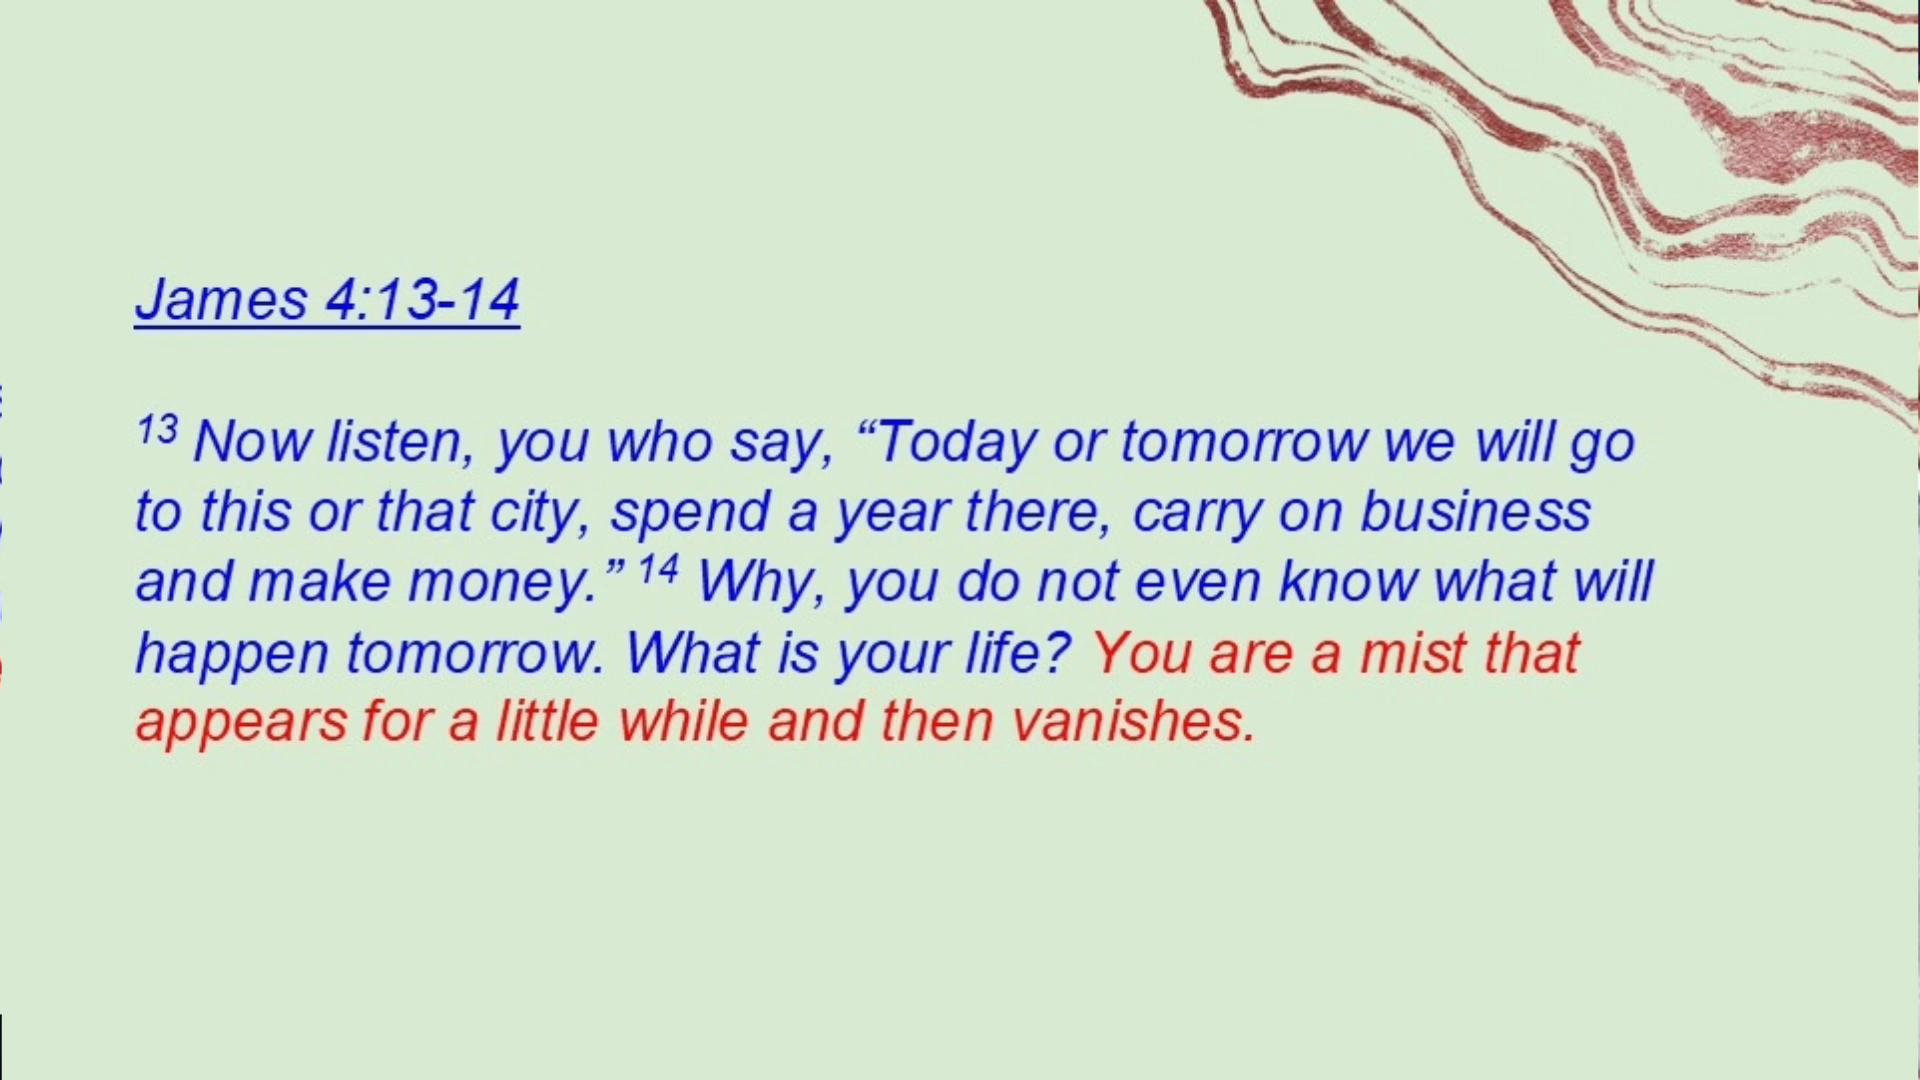 James 4:13-14
13 Now listen, you who say, “Today or tomorrow we will go
to this or that city, spend a year there, carry on business
and make money.” 14 Why, you do not even know what will
happen tomorrow. What is your life? You are a mist that
appears for a little while and then vanishes.